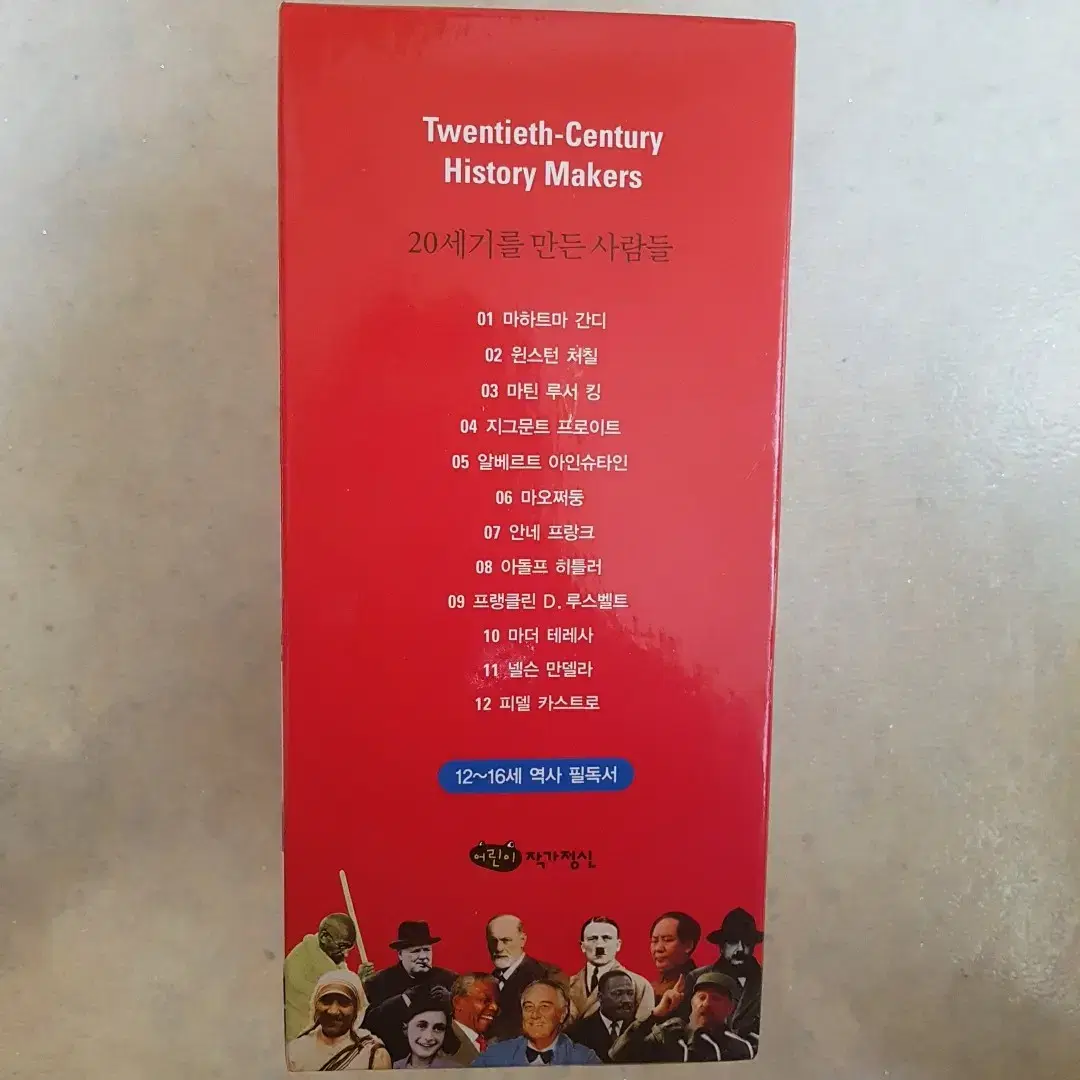 Twentieth-Century
History Makers
20세기를 만든 사람들
01 마하트마 간디
02 윈스턴 처칠
03 마틴 루서 킹
04 지그문트 프로이트
05 알베르트 아인슈타인
06 마오쩌둥
07 안네 프랑크
08 아돌프 히틀러
09 프랭클린 D. 루스벨트
10 마더 테레사
11 넬슨 만델라
12 피델 카스트로
12~16세 역사 필독서
어린이 작가정신